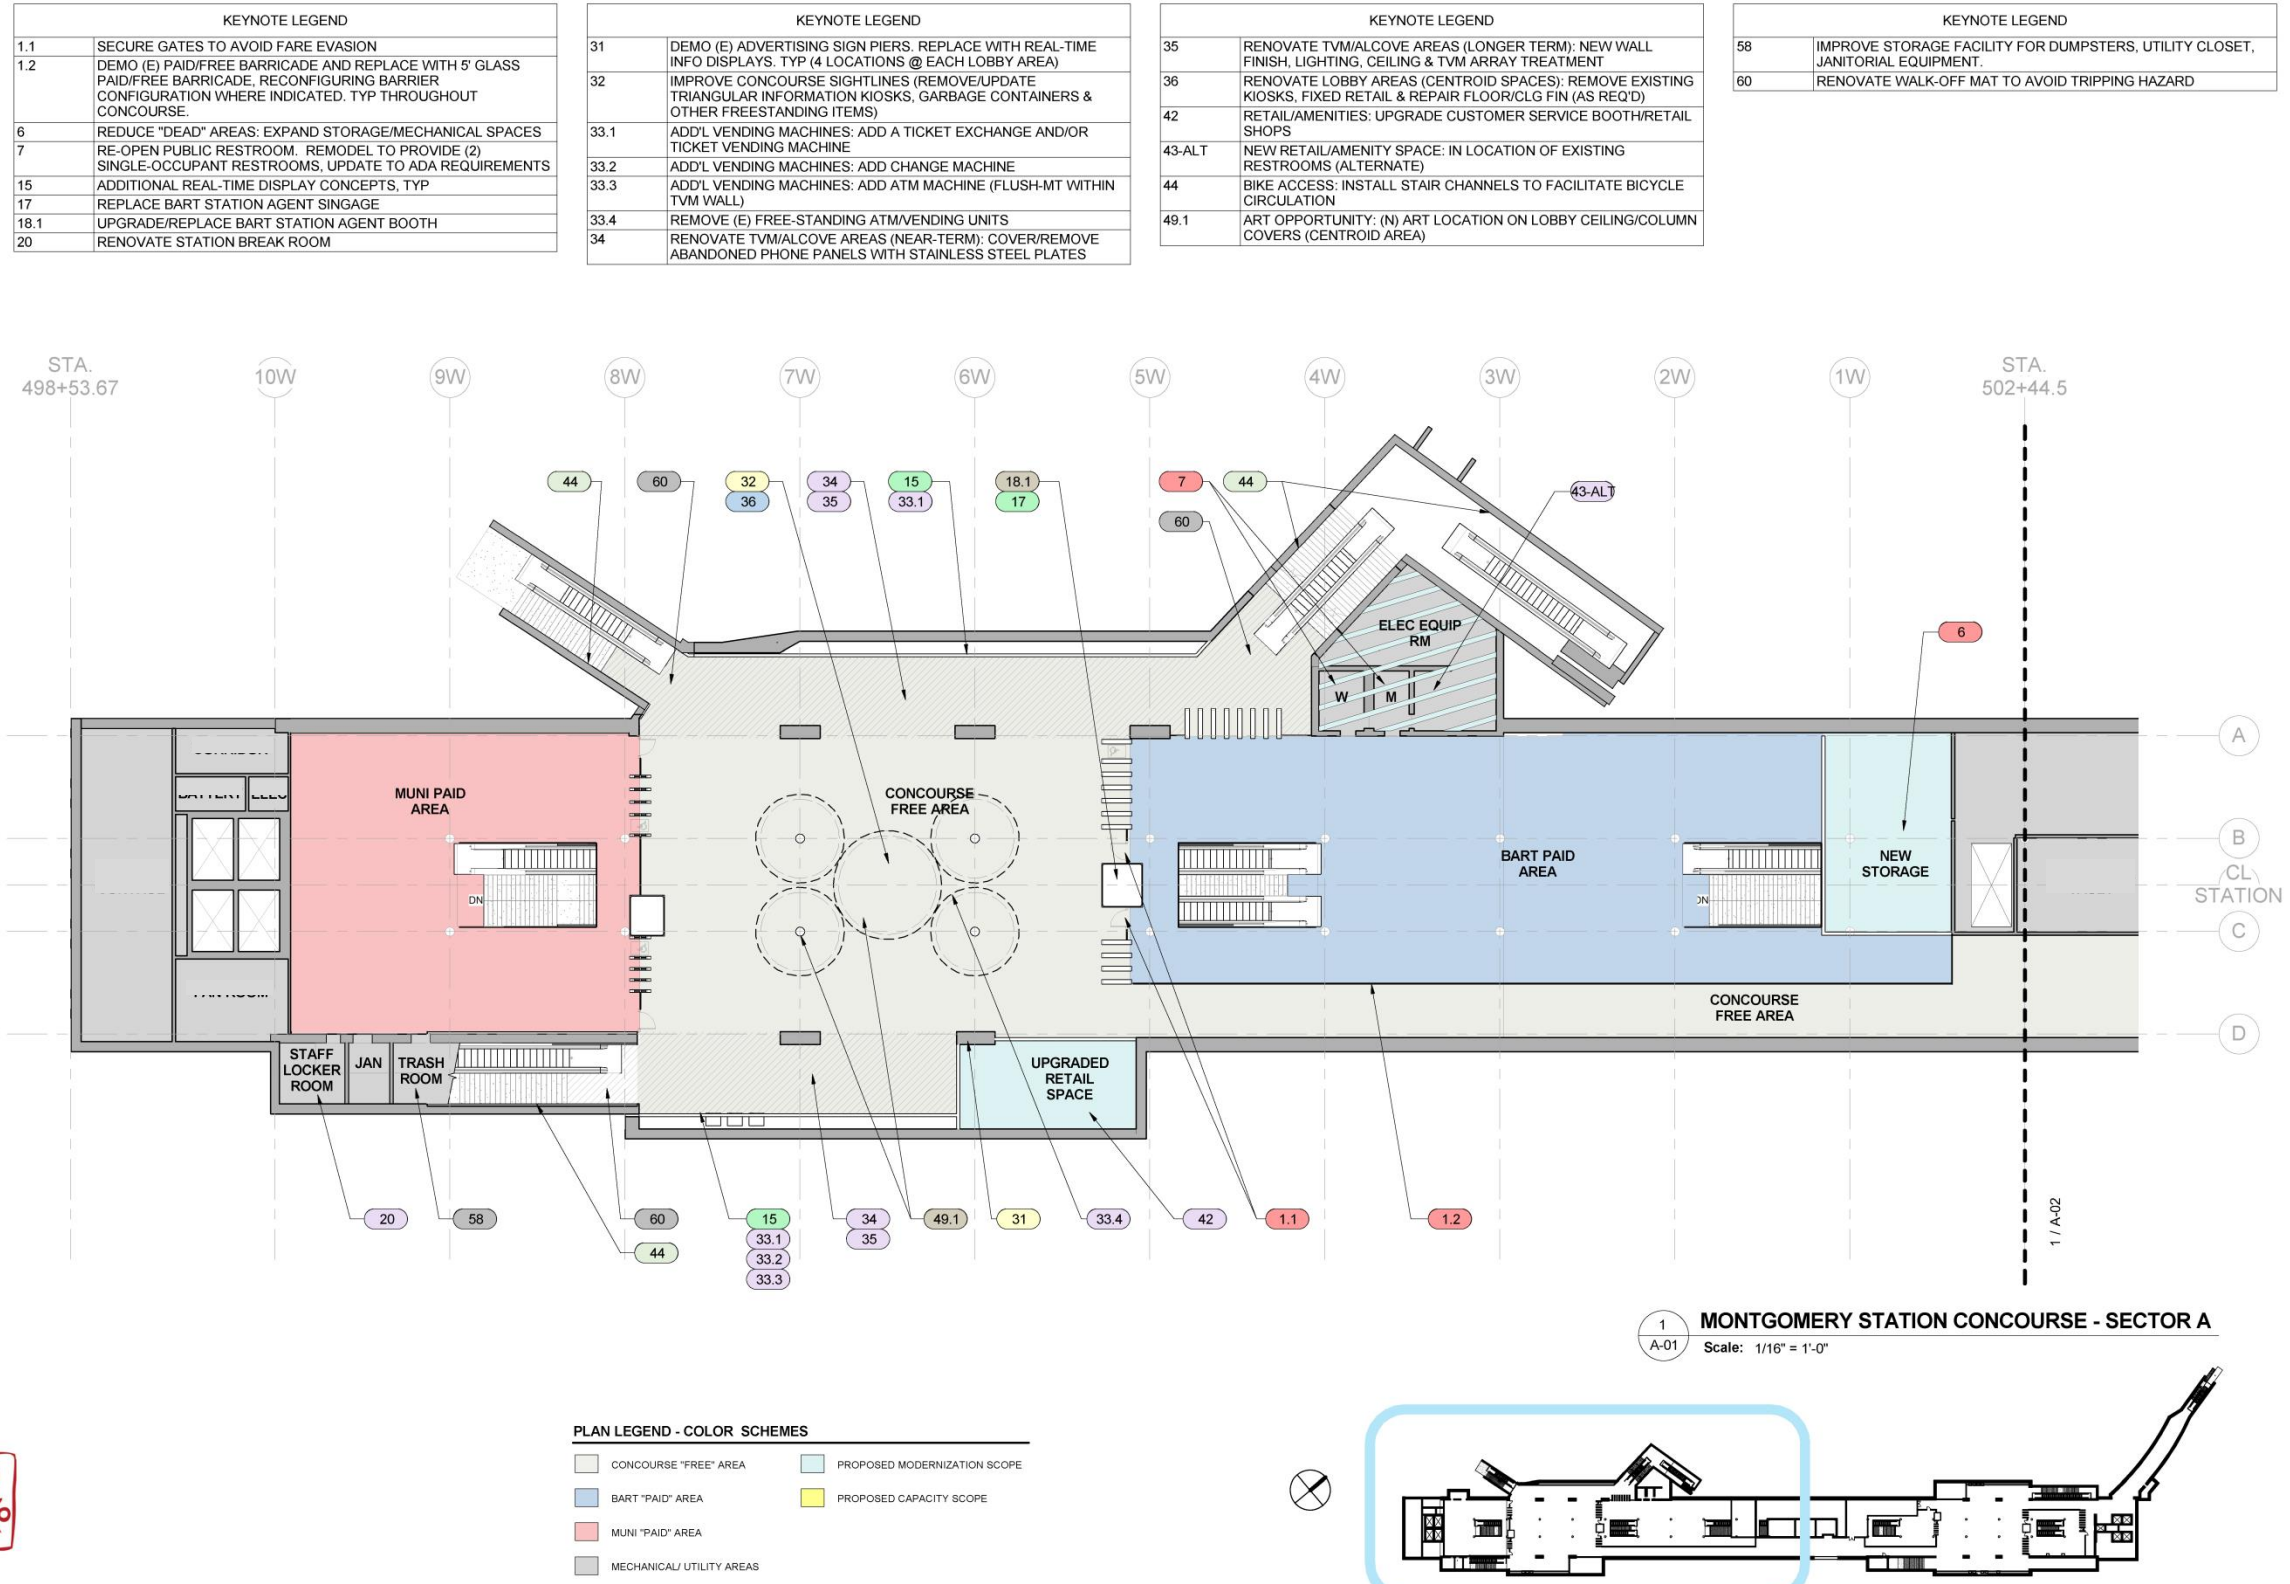 KEYNOTE LEGEND
1.1 SECURE GATES TO AVOID FARE EVASION
1.2 DEMO (E) PAID/FREE BARRICADE AND REPLACE WITH 5' GLASS
PAID/FREE BARRICADE, RECONFIGURING BARRIER
CONFIGURATION WHERE INDICATED. TYP THROUGHOUT
CONCOURSE.
6 REDUCE "DEAD" AREAS: EXPAND STORAGE/MECHANICAL SPACES
7 RE-OPEN PUBLIC RESTROOM. REMODEL TO PROVIDE (2)
SINGLE-OCCUPANT RESTROOMS, UPDATE TO ADA REQUIREMENTS
15 ADDITIONAL REAL-TIME DISPLAY CONCEPTS, TYP
17 REPLACE BART STATION AGENT SINGAGE
18.1 UPGRADE/REPLACE BART STATION AGENT BOOTH
20 RENOVATE STATION BREAK ROOM
KEYNOTE LEGEND
31 DEMO (E) ADVERTISING SIGN PIERS. REPLACE WITH REAL-TIME
INFO DISPLAYS. TYP (4 LOCATIONS @ EACH LOBBY AREA)
32 IMPROVE CONCOURSE SIGHTLINES (REMOVE/UPDATE
TRIANGULAR INFORMATION KIOSKS, GARBAGE CONTAINERS &
OTHER FREESTANDING ITEMS)
33.1 ADD'L VENDING MACHINES: ADD A TICKET EXCHANGE AND/OR
TICKET VENDING MACHINE
33.2 ADD'L VENDING MACHINES: ADD CHANGE MACHINE
33.3 ADD'L VENDING MACHINES: ADD ATM MACHINE (FLUSH-MT WITHIN
TVM WALL)
33.4 REMOVE (E) FREE-STANDING ATM/VENDING UNITS
34 RENOVATE TVM/ALCOVE AREAS (NEAR-TERM): COVER/REMOVE
ABANDONED PHONE PANELS WITH STAINLESS STEEL PLATES
KEYNOTE LEGEND
35 RENOVATE TVM/ALCOVE AREAS (LONGER TERM): NEW WALL
FINISH, LIGHTING, CEILING & TVM ARRAY TREATMENT
36 RENOVATE LOBBY AREAS (CENTROID SPACES): REMOVE EXISTING
KIOSKS, FIXED RETAIL & REPAIR FLOOR/CLG FIN (AS REQ'D)
42 RETAIL/AMENITIES: UPGRADE CUSTOMER SERVICE BOOTH/RETAIL
SHOPS
43-ALT NEW RETAIL/AMENITY SPACE: IN LOCATION OF EXISTING
RESTROOMS (ALTERNATE)
44 BIKE ACCESS: INSTALL STAIR CHANNELS TO FACILITATE BICYCLE
CIRCULATION
49.1 ART OPPORTUNITY: (N) ART LOCATION ON LOBBY CEILING/COLUMN
COVERS (CENTROID AREA)
KEYNOTE LEGEND
58 IMPROVE STORAGE FACILITY FOR DUMPSTERS, UTILITY CLOSET,
JANITORIAL EQUIPMENT.
60 RENOVATE WALK-OFF MAT TO AVOID TRIPPING HAZARD
STA.
498+53.67
10W 9W 8W 7W 6W 5W 4W 3W 2W 1W
STA.
502+44.5
44 60 32 34 15 18.1 7 44 43-ALT
36 35 33.1 17
60
6
ELEC EQUIP
RM
W M
A
MUNI PAID
AREA
CONCOURSE
FREE AREA
B
BART PAID
AREA
NEW
STORAGE
CL
STATION
DN
DN
C
CONCOURSE
FREE AREA
D
STAFF
LOCKER
ROOM
JAN
TRASH
ROOM
UPGRADED
RETAIL
SPACE
20 58 60 15 34 49.1 31 33.4 42 1.1 1.2
44 33.1 35
33.2
33.3
1 / A-02
1
A-01
MONTGOMERY STATION CONCOURSE - SECTOR A
Scale: 1/16" = 1'-0"
PLAN LEGEND - COLOR SCHEMES
CONCOURSE "FREE" AREA
PROPOSED MODERNIZATION SCOPE
BART "PAID" AREA
PROPOSED CAPACITY SCOPE
MUNI "PAID" AREA
MECHANICAL/ UTILITY AREAS